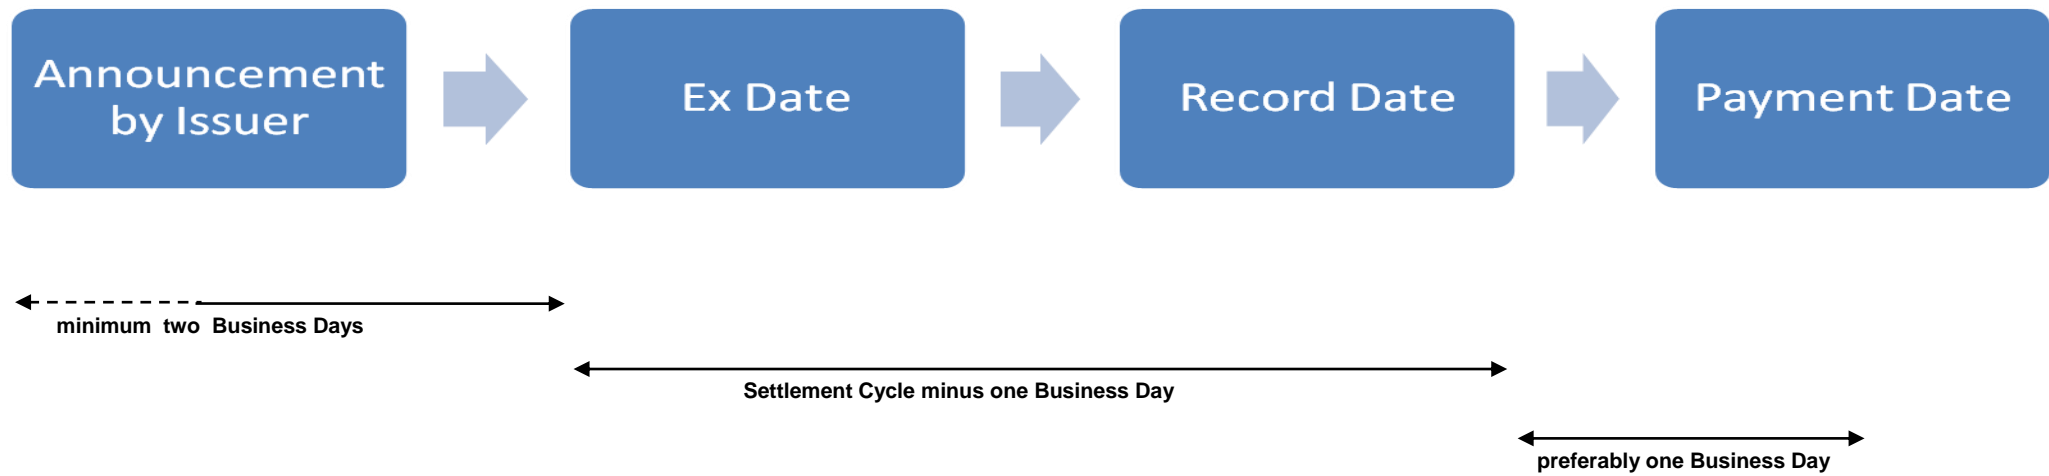 Announcement
by Issuer
Ex Date
Record Date
Payment Date
minimum two Business Days
Settlement Cycle minus one Business Day
preferably one Business Day